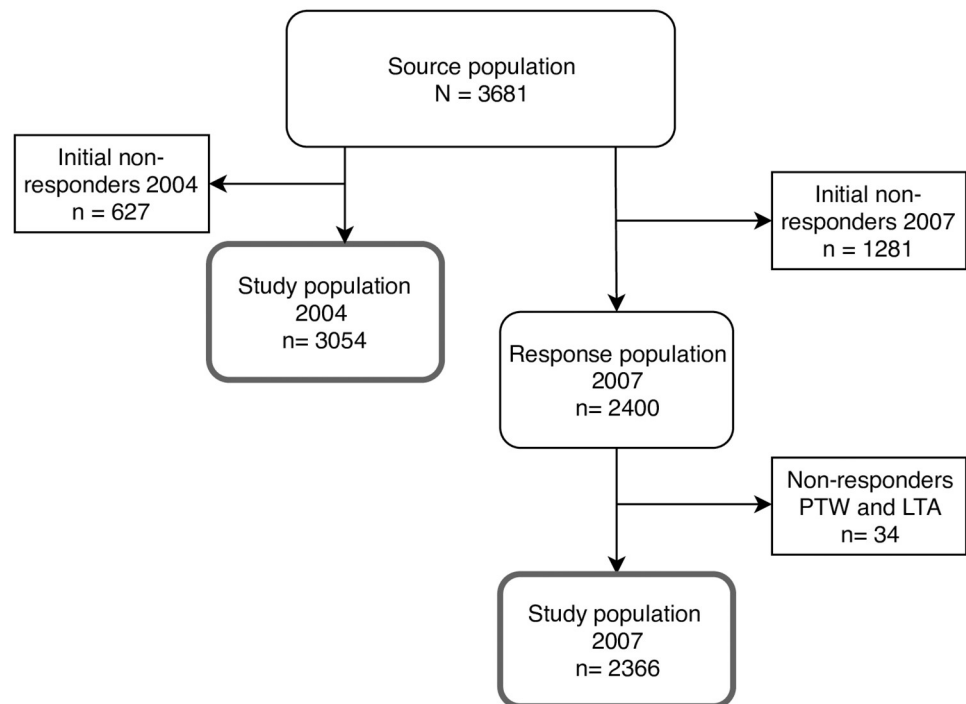 Source population
N = 3681
Initial non-
responders 2004
n = 627
Initial non-
responders 2007
n = 1281
Study population
2004
n= 3054
Response population
2007
n= 2400
Non-responders
PTW and LTA
n= 34
Study population
2007
n= 2366